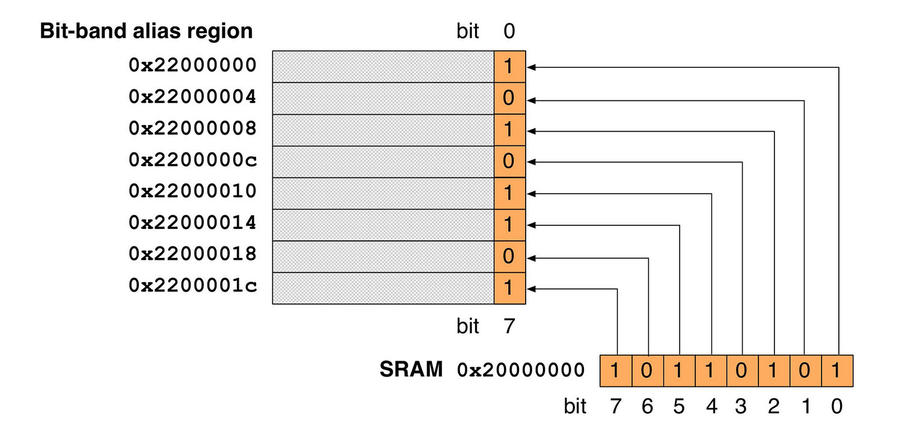 Bit-band alias region bit 0
0x22000000 1
0x22000004 0
0x22000008 1
0x2200000c 0
0x22000010 1
0x22000014 1
0x22000018 0
0x2200001c 1
bit 7
SRAM 0x20000000 1 0 1 1 0 1 0 1
bit 7 6 5 4 3 2 1 0